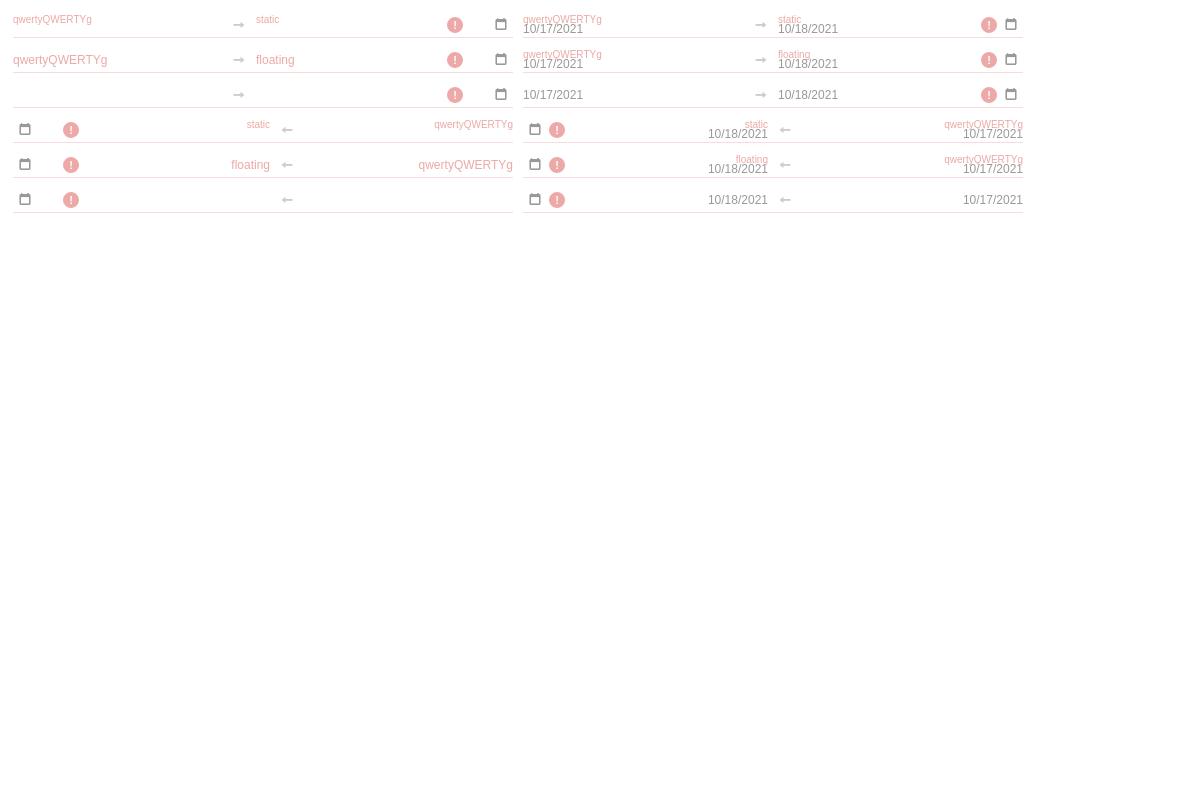 qwertyQWERTYg → static !
qwertyQWERTYg 10/17/2021 → static 10/18/2021 !
qwertyQWERTYg → floating !
qwertyQWERTYg 10/17/2021 → floating 10/18/2021 !
→ !
10/17/2021 → 10/18/2021 !
! static ← qwertyQWERTYg
! static 10/18/2021 ← qwertyQWERTYg 10/17/2021
! floating ← qwertyQWERTYg
! floating 10/18/2021 ← qwertyQWERTYg 10/17/2021
! ←
! 10/18/2021 ← 10/17/2021